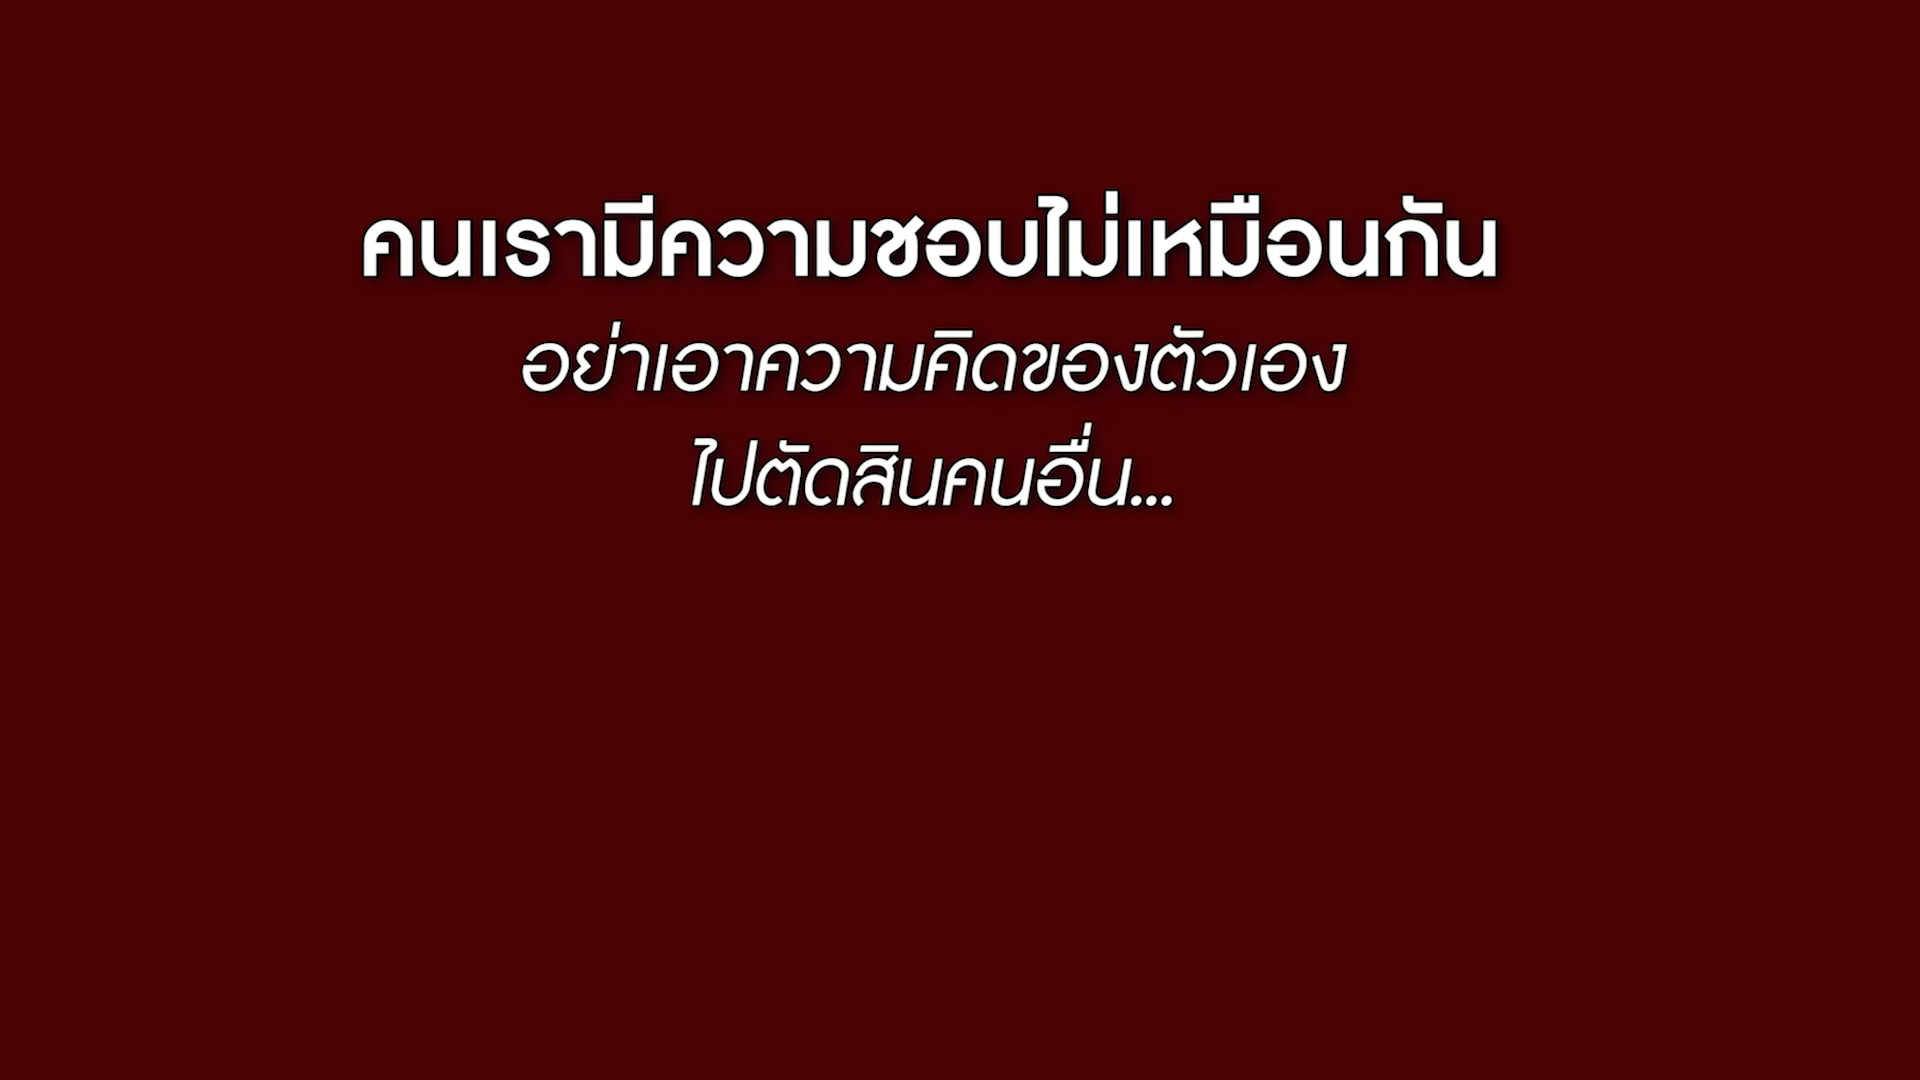 คนเรามีความชอบไม่เหมือนกัน
อย่าเอาความคิดของตัวเอง
ไปตัดสินคนอื่น...